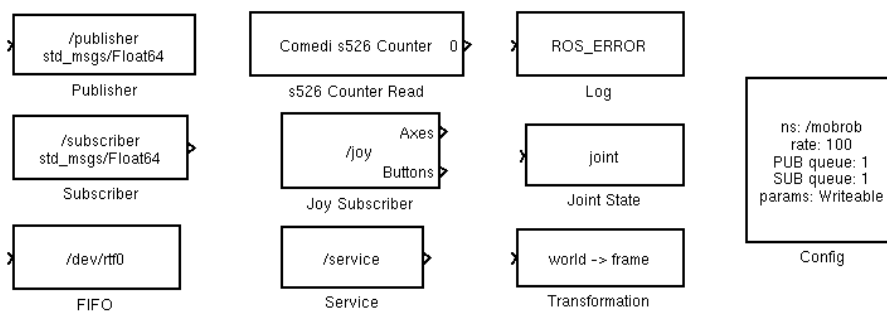 /publisher
std_msgs/Float64
Publisher
Comedi s526 Counter 0
s526 Counter Read
ROS_ERROR
Log
/subscriber
std_msgs/Float64
Subscriber
Axes
/joy
Buttons
Joy Subscriber
joint
Joint State
ns: /mobrob
rate: 100
PUB queue: 1
SUB queue: 1
params: Writeable
Config
/dev/rtf0
FIFO
/service
Service
world -> frame
Transformation